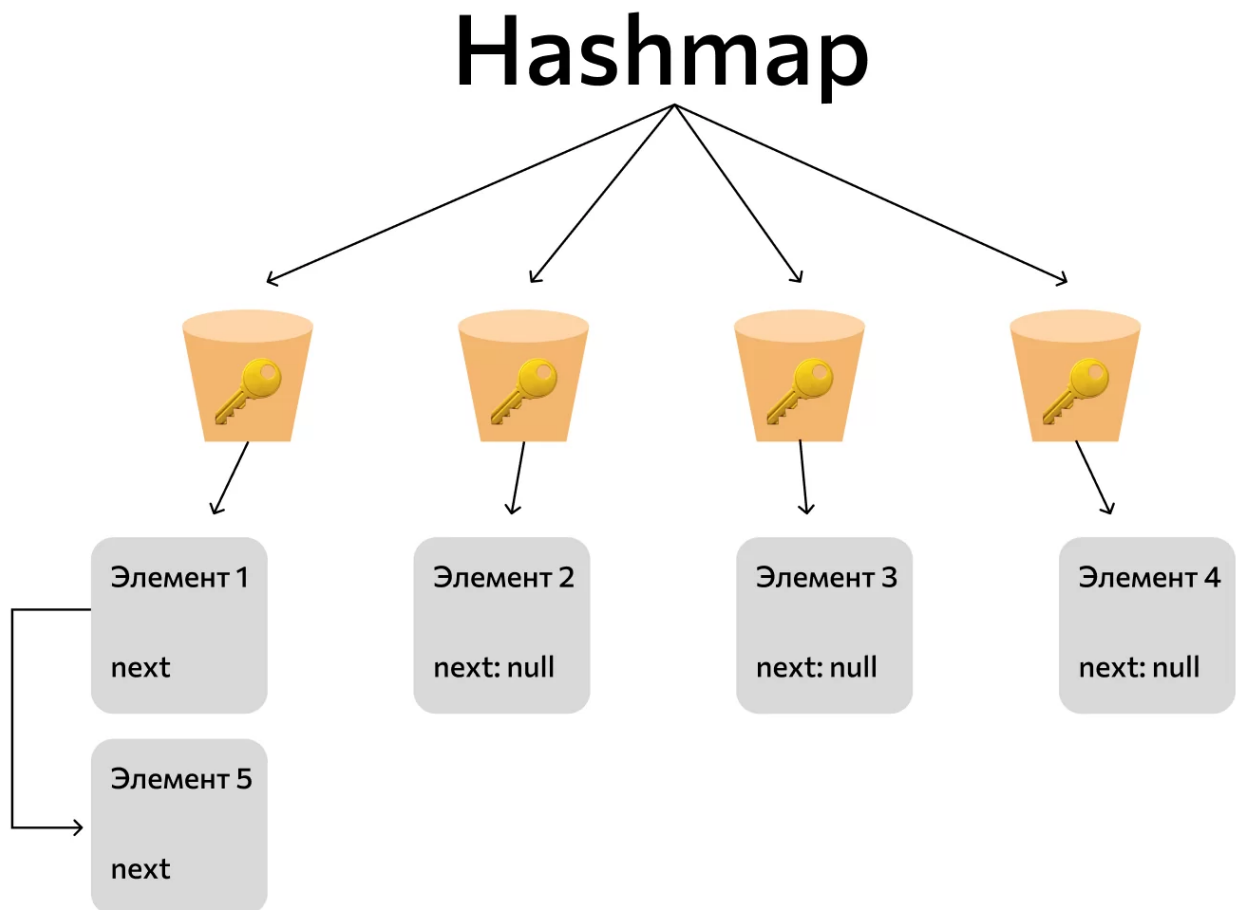 Hashmap
Элемент 1
next
Элемент 2
next: null
Элемент 3
next: null
Элемент 4
next: null
Элемент 5
next